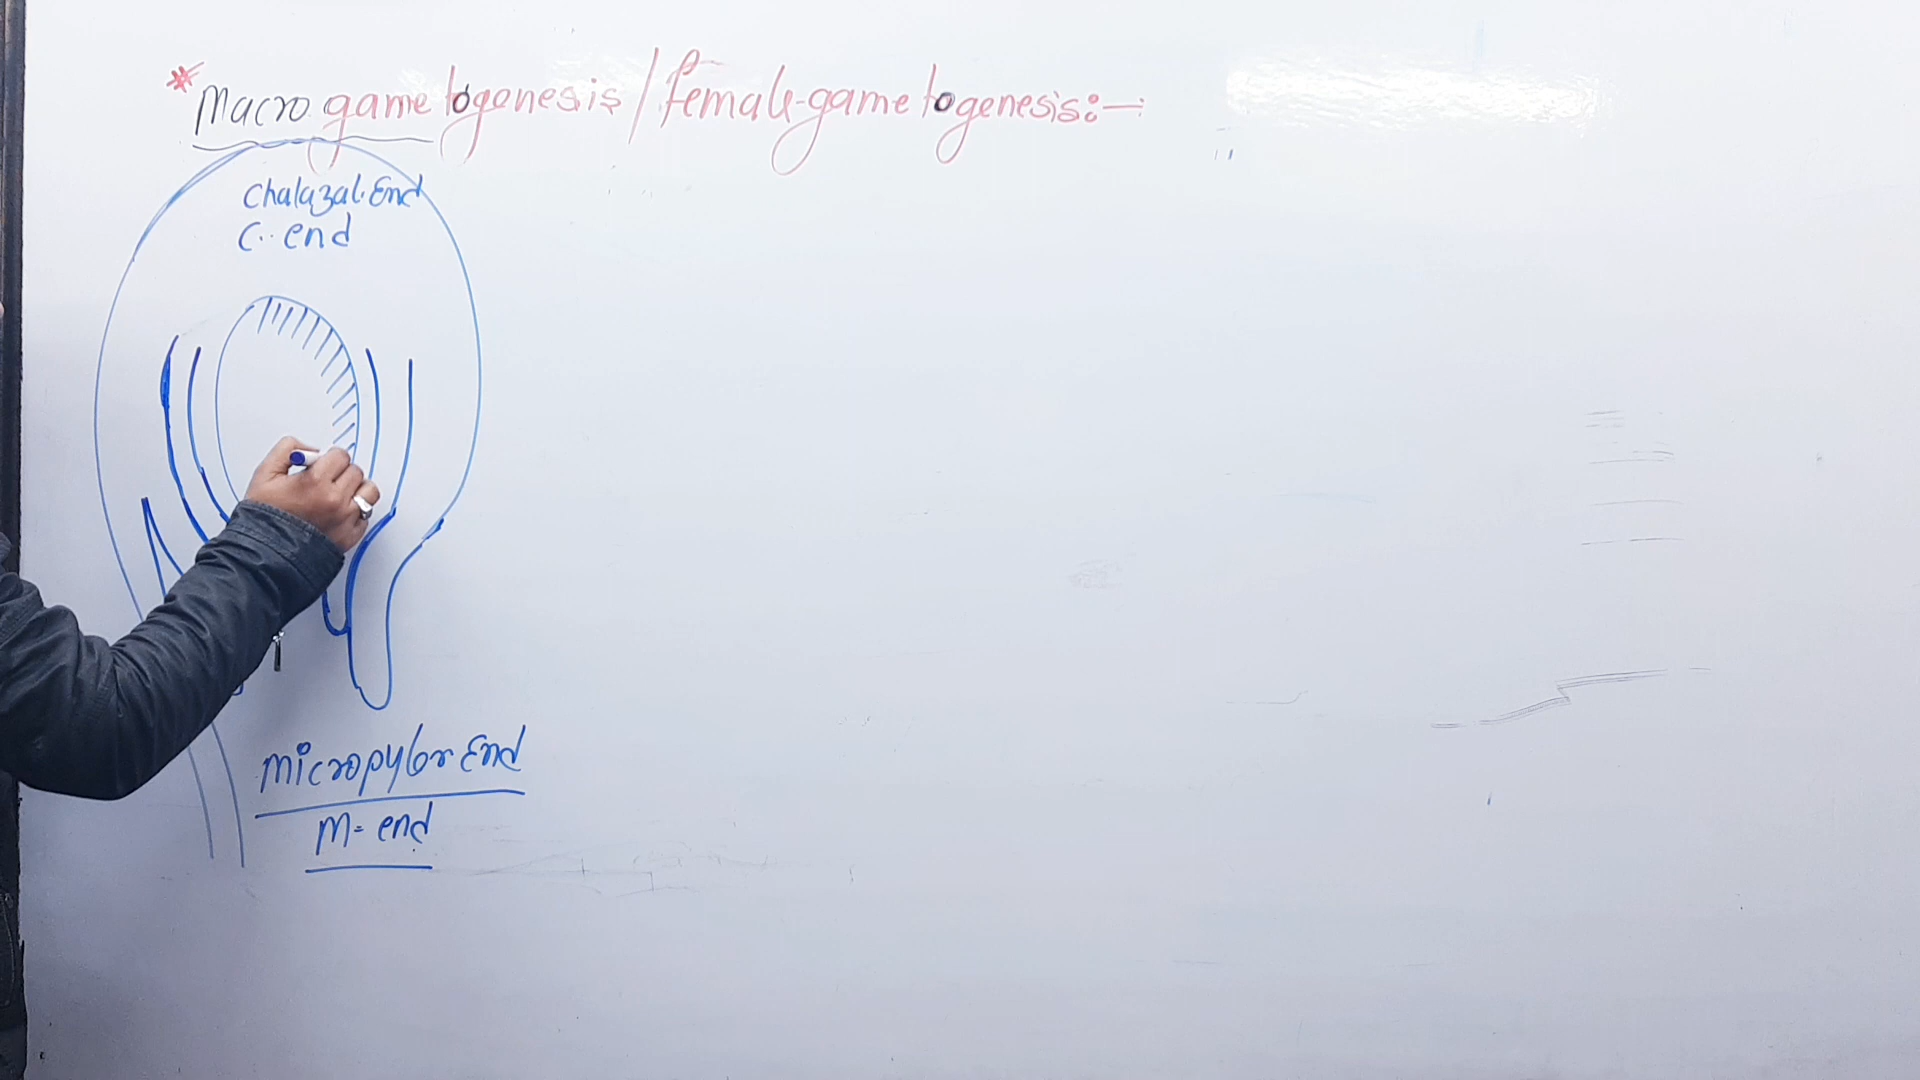 *Macro gametogenesis / female-gametogenesis:-
Chalazal. End
C.. end
micropylar End
m= end